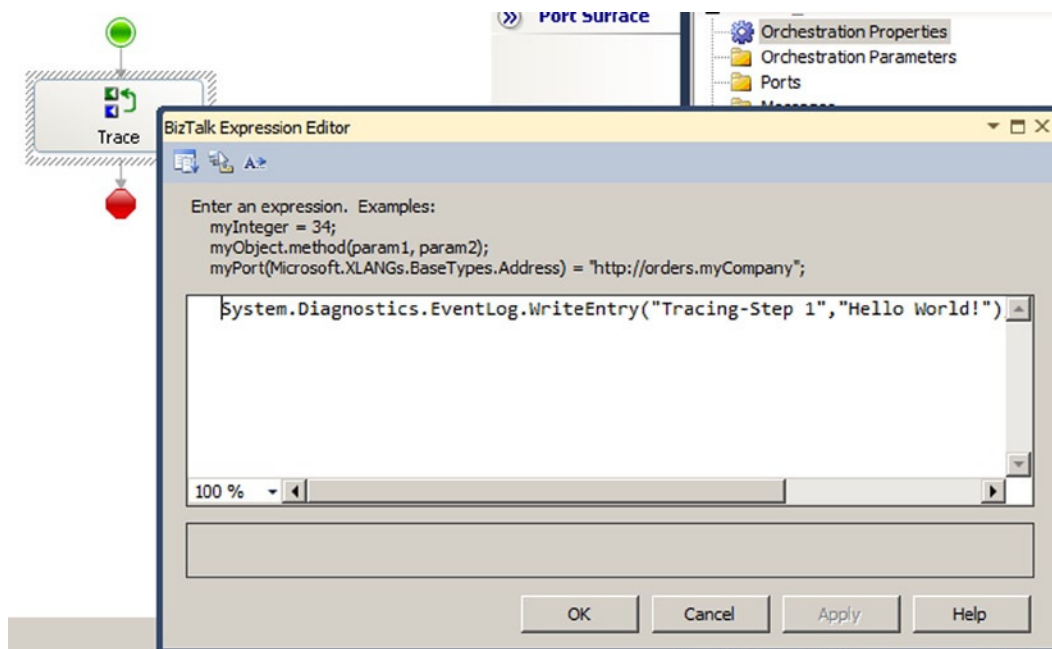 Port Surface
Orchestration Properties
Orchestration Parameters
Ports
Messages
Trace
BizTalk Expression Editor
Enter an expression. Examples:
myInteger = 34;
myObject.method(param1, param2);
myPort(Microsoft.XLANGs.BaseTypes.Address) = "http://orders.myCompany";
System.Diagnostics.EventLog.WriteEntry("Tracing-Step 1","Hello World!")
100 %
OK
Cancel
Apply
Help